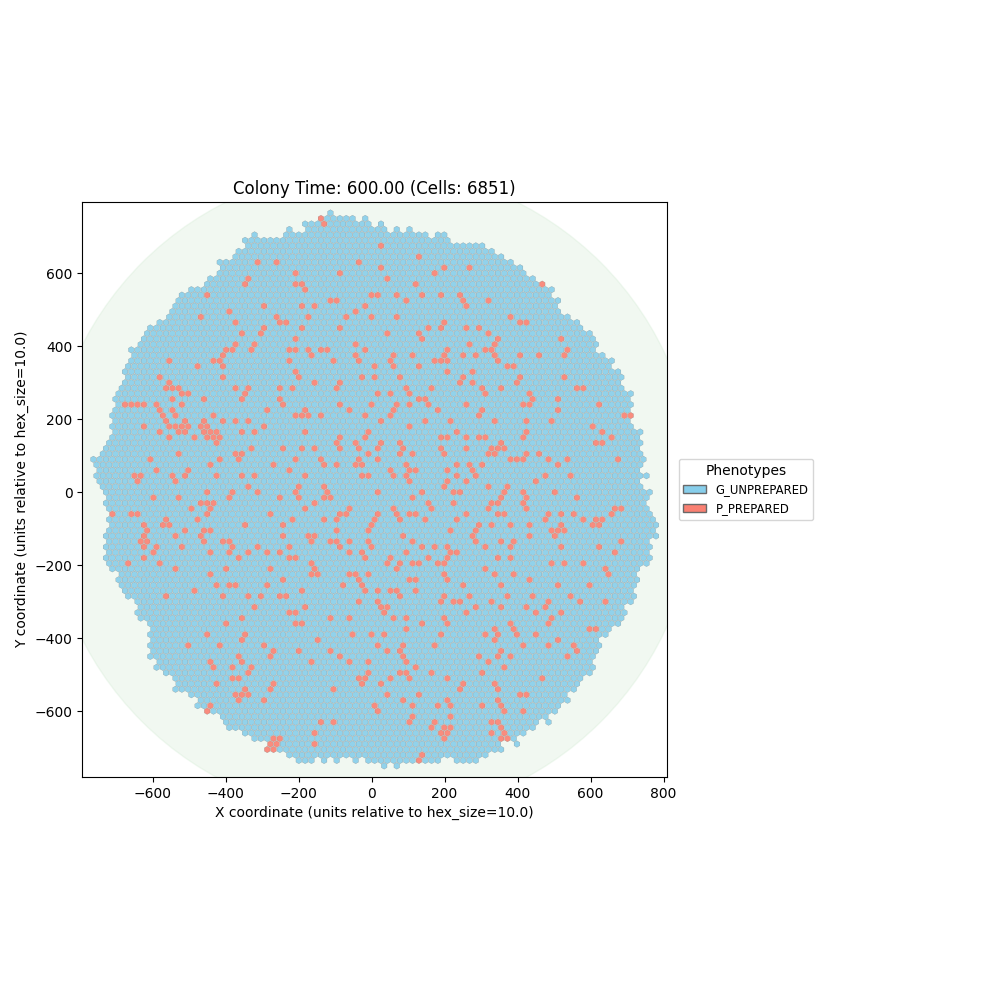 Colony Time: 600.00 (Cells: 6851)
Y coordinate (units relative to hex_size=10.0)
600
400
200
0
−200
−400
−600
−600
−400
−200
0
200
400
600
800
X coordinate (units relative to hex_size=10.0)
Phenotypes
G_UNPREPARED
P_PREPARED